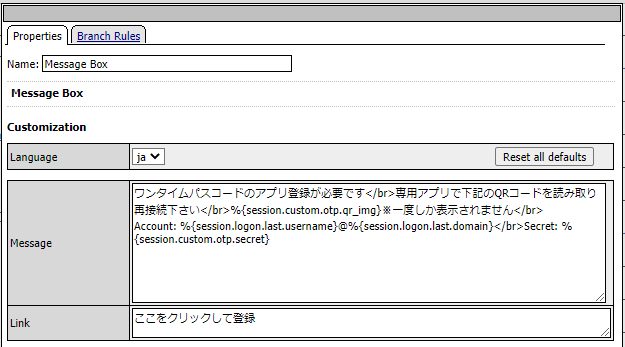 Properties
Branch Rules
Name: Message Box
Message Box
Customization
Language
ja
Reset all defaults
Message
ワンタイムパスコードのアプリ登録が必要です</br>専用アプリで下記のQRコードを読み取り
再接続下さい</br>%{session.custom.otp.qr_img}※一度しか表示されません</br>
Account: %{session.logon.last.username}@%{session.logon.last.domain}</br>Secret: %
{session.custom.otp.secret}
Link
ここをクリックして登録